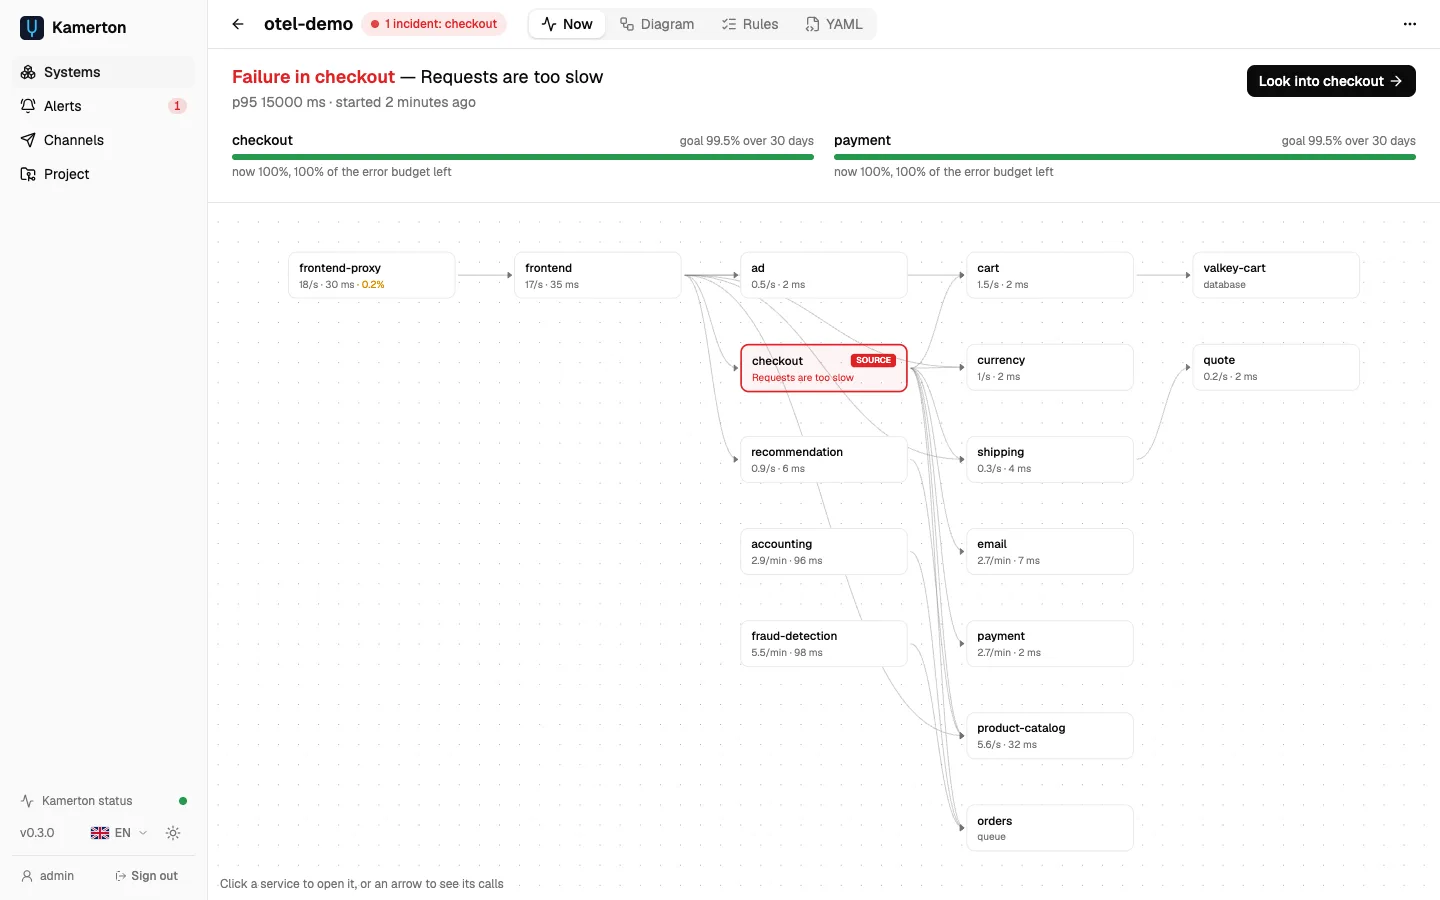 Kamerton
Systems
Alerts 1
Channels
Project
Kamerton status
v0.3.0 EN
admin Sign out
otel-demo 1 incident: checkout Now Diagram Rules YAML
Failure in checkout — Requests are too slow
p95 15000 ms · started 2 minutes ago
Look into checkout
checkout goal 99.5% over 30 days
now 100%, 100% of the error budget left
payment goal 99.5% over 30 days
now 100%, 100% of the error budget left
frontend-proxy
18/s · 30 ms · 0.2%
frontend
17/s · 35 ms
ad
0.5/s · 2 ms
cart
1.5/s · 2 ms
valkey-cart
database
checkout SOURCE
Requests are too slow
currency
1/s · 2 ms
quote
0.2/s · 2 ms
recommendation
0.9/s · 6 ms
shipping
0.3/s · 4 ms
accounting
2.9/min · 96 ms
email
2.7/min · 7 ms
fraud-detection
5.5/min · 98 ms
payment
2.7/min · 2 ms
product-catalog
5.6/s · 32 ms
orders
queue
Click a service to open it, or an arrow to see its calls